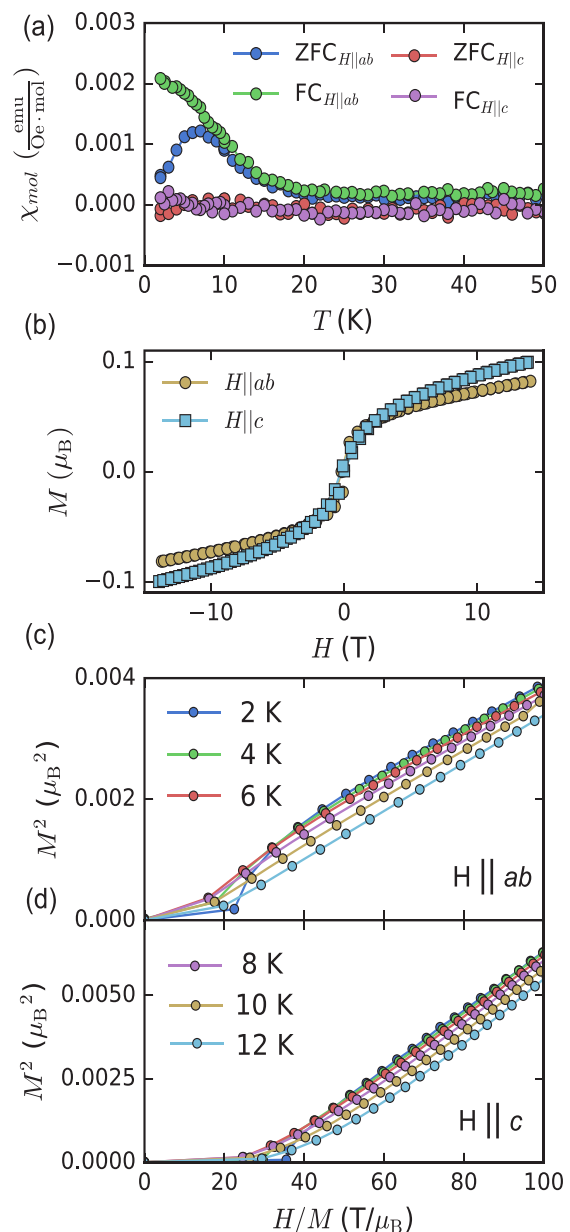 (a)
ZFC_{H||ab} ZFC_{H||c}
FC_{H||ab} FC_{H||c}
χ_{mol} (emu/Oe·mol)
0.003
0.002
0.001
0.000
−0.001
0 10 20 30 40 50
T (K)
(b)
H||ab
H||c
M (μ_B)
0.1
0.0
−0.1
−10 0 10
H (T)
(c)
2 K
4 K
6 K
M² (μ_B²)
0.004
0.002
0.000
H || ab
(d)
8 K
10 K
12 K
M² (μ_B²)
0.0050
0.0025
0.0000
H || c
0 20 40 60 80 100
H/M (T/μ_B)